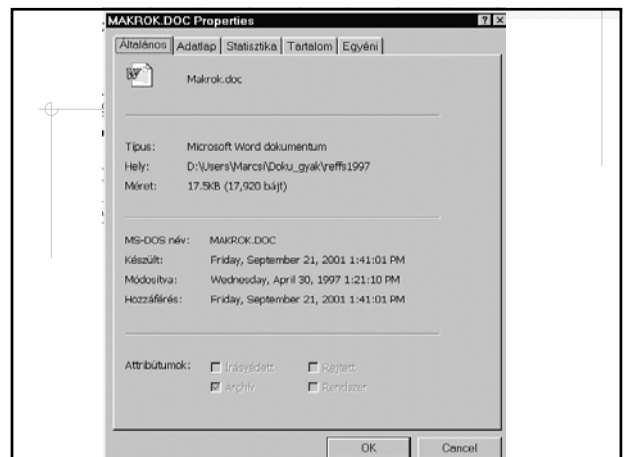 MAKROK.DOC Properties
Általános Adatlap Statisztika Tartalom Egyéni
Makrok.doc
Típus: Microsoft Word dokumentum
Hely: D:\Users\Marcsi\Doku_gyak\reffs1997
Méret: 17.5KB (17,920 bájt)
MS-DOS név: MAKROK.DOC
Készült: Friday, September 21, 2001 1:41:01 PM
Módosítva: Wednesday, April 30, 1997 1:21:10 PM
Hozzáférés: Friday, September 21, 2001 1:41:01 PM
Attribútumok: Írásvédett Rejtett
Archív Rendszer
OK Cancel